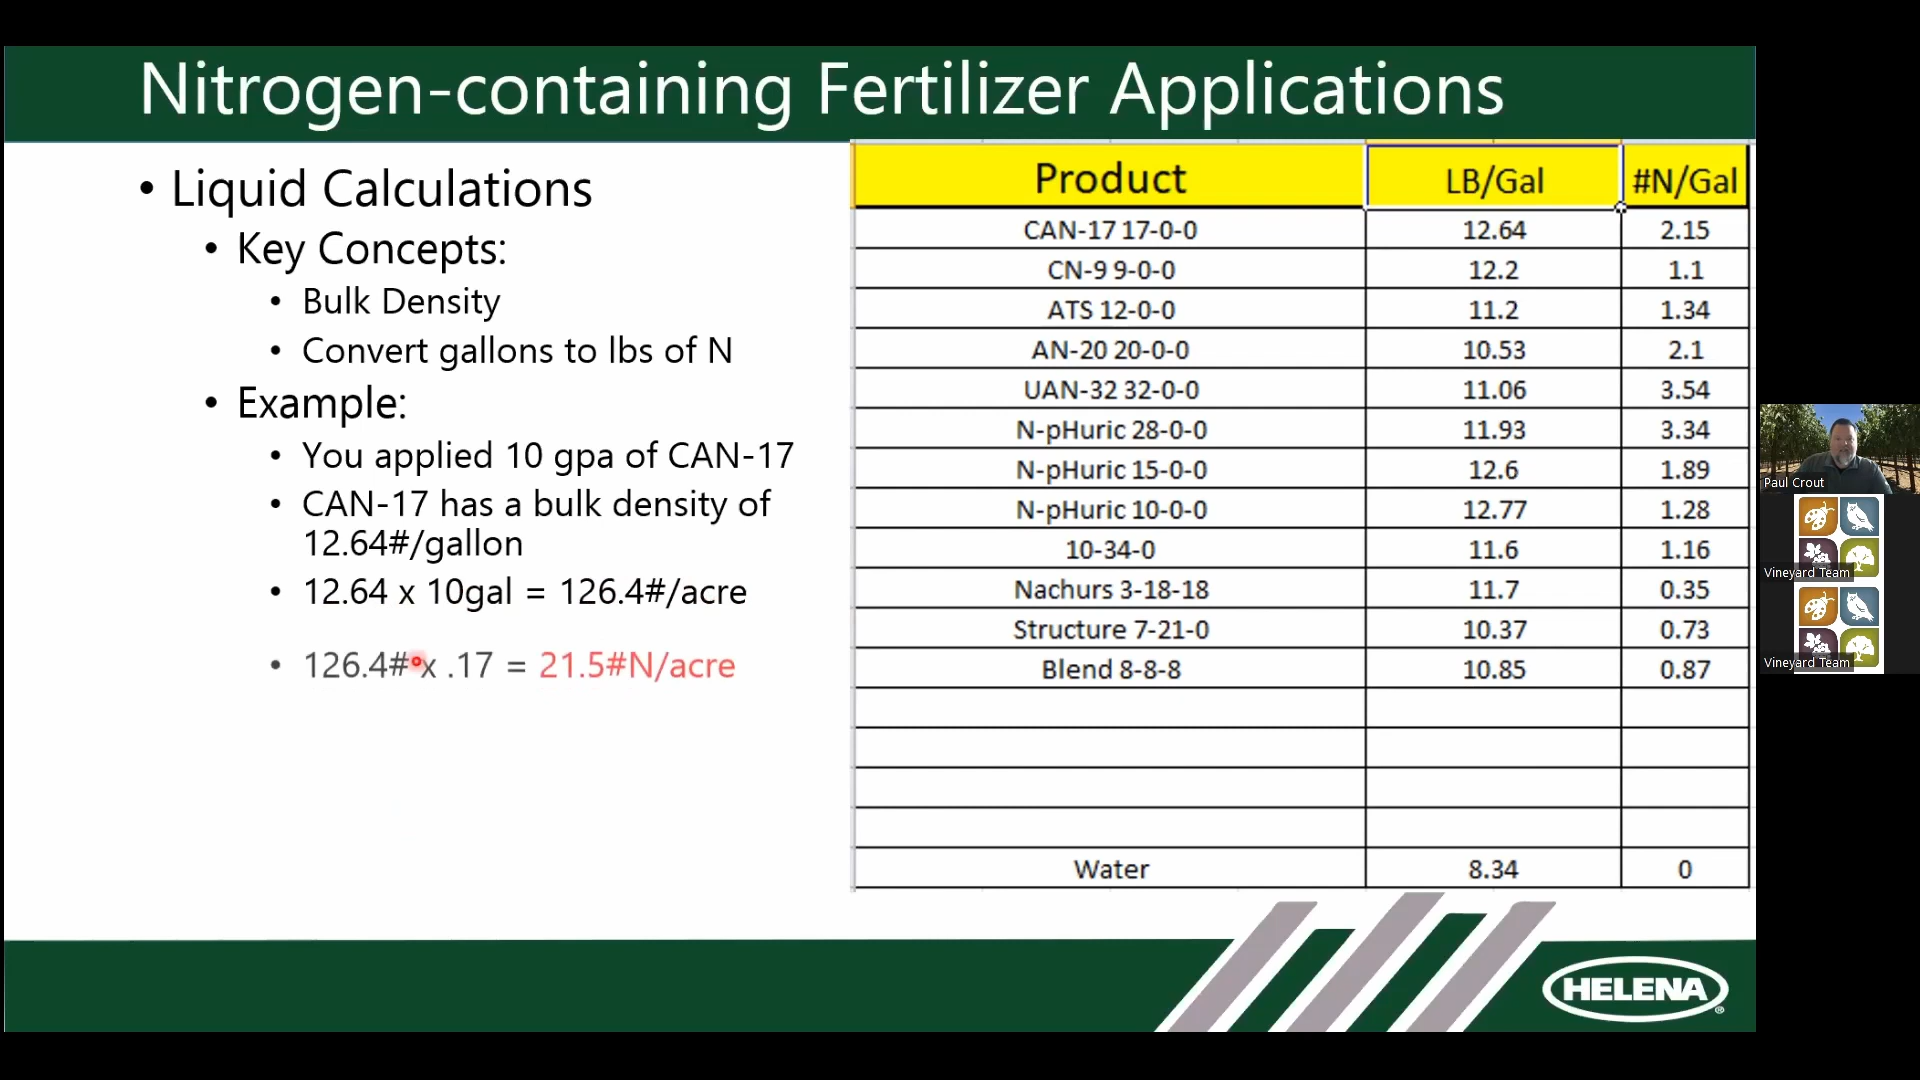 Nitrogen-containing Fertilizer Applications
• Liquid Calculations
• Key Concepts:
• Bulk Density
• Convert gallons to lbs of N
• Example:
• You applied 10 gpa of CAN-17
• CAN-17 has a bulk density of
12.64#/gallon
• 12.64 x 10gal = 126.4#/acre
• 126.4# x .17 = 21.5#N/acre
Product LB/Gal #N/Gal
CAN-17 17-0-0 12.64 2.15
CN-9 9-0-0 12.2 1.1
ATS 12-0-0 11.2 1.34
AN-20 20-0-0 10.53 2.1
UAN-32 32-0-0 11.06 3.54
N-pHuric 28-0-0 11.93 3.34
N-pHuric 15-0-0 12.6 1.89
N-pHuric 10-0-0 12.77 1.28
10-34-0 11.6 1.16
Nachurs 3-18-18 11.7 0.35
Structure 7-21-0 10.37 0.73
Blend 8-8-8 10.85 0.87
Water 8.34 0
HELENA®
Paul Crout
Vineyard Team
Vineyard Team